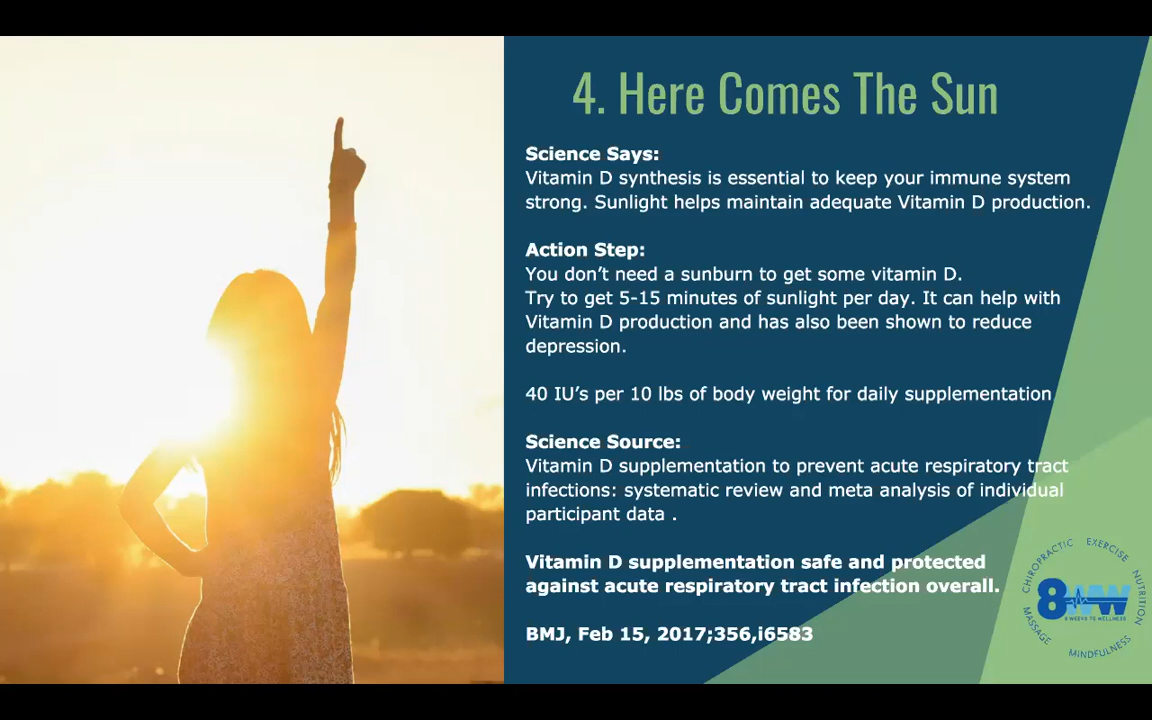 4. Here Comes The Sun
Science Says:
Vitamin D synthesis is essential to keep your immune system
strong. Sunlight helps maintain adequate Vitamin D production.
Action Step:
You don’t need a sunburn to get some vitamin D.
Try to get 5-15 minutes of sunlight per day. It can help with
Vitamin D production and has also been shown to reduce
depression.
40 IU’s per 10 lbs of body weight for daily supplementation
Science Source:
Vitamin D supplementation to prevent acute respiratory tract
infections: systematic review and meta analysis of individual
participant data .
Vitamin D supplementation safe and protected
against acute respiratory tract infection overall.
BMJ, Feb 15, 2017;356,i6583
CHIROPRACTIC EXERCISE NUTRITION MINDFULNESS MASSAGE
8WW
8 WEEKS TO WELLNESS